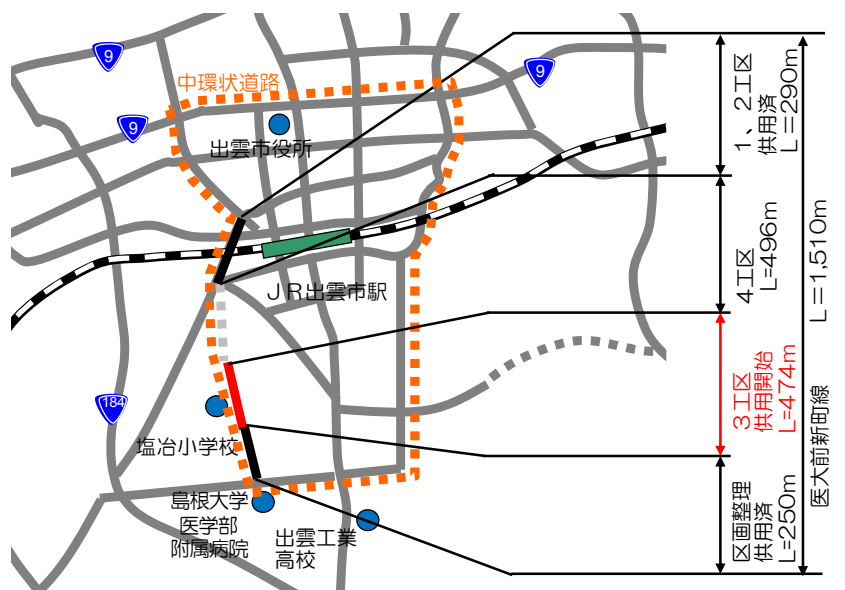 9
中環状道路
9
9
出雲市役所
JR出雲市駅
184
塩冶小学校
島根大学
医学部
附属病院
出雲工業
高校
1、2工区
供用済
L=290m
4工区
L=496m
3工区
供用開始
L=474m
区画整理
供用済
L=250m
医大前新町線 L=1,510m